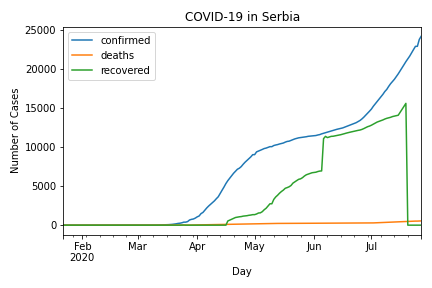 COVID-19 in Serbia
confirmed
deaths
recovered
Number of Cases
25000
20000
15000
10000
5000
0
Feb Mar Apr May Jun Jul
2020
Day